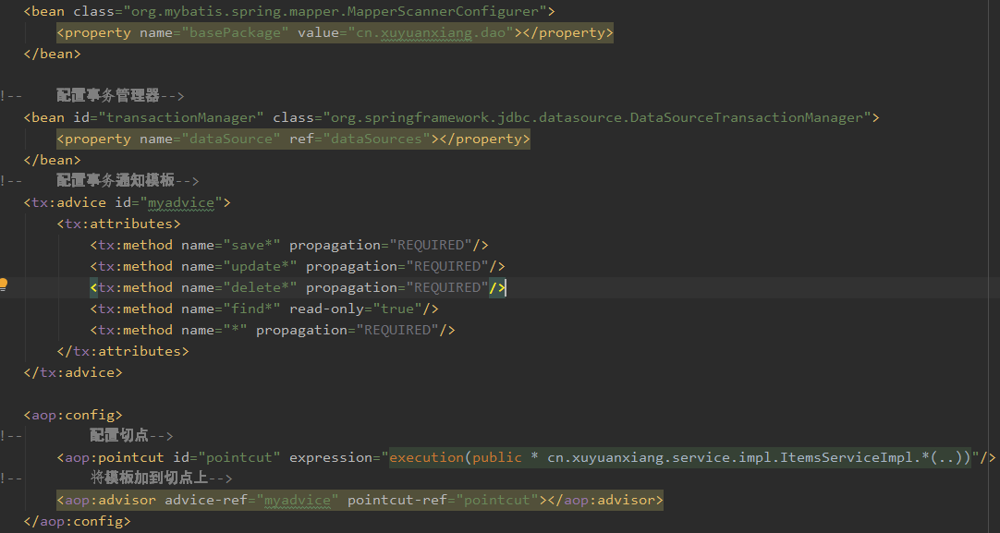 <bean class="org.mybatis.spring.mapper.MapperScannerConfigurer">
<property name="basePackage" value="cn.xuyuanxiang.dao"></property>
</bean>
!-- 配置事务管理器-->
<bean id="transactionManager" class="org.springframework.jdbc.datasource.DataSourceTransactionManager">
<property name="dataSource" ref="dataSources"></property>
</bean>
!-- 配置事务通知模板-->
<tx:advice id="myadvice">
<tx:attributes>
<tx:method name="save*" propagation="REQUIRED"/>
<tx:method name="update*" propagation="REQUIRED"/>
<tx:method name="delete*" propagation="REQUIRED"/>
<tx:method name="find*" read-only="true"/>
<tx:method name="*" propagation="REQUIRED"/>
</tx:attributes>
</tx:advice>
<aop:config>
!-- 配置切点-->
<aop:pointcut id="pointcut" expression="execution(public * cn.xuyuanxiang.service.impl.ItemsServiceImpl.*(..))"/>
!-- 将模板加到切点上-->
<aop:advisor advice-ref="myadvice" pointcut-ref="pointcut"></aop:advisor>
</aop:config>